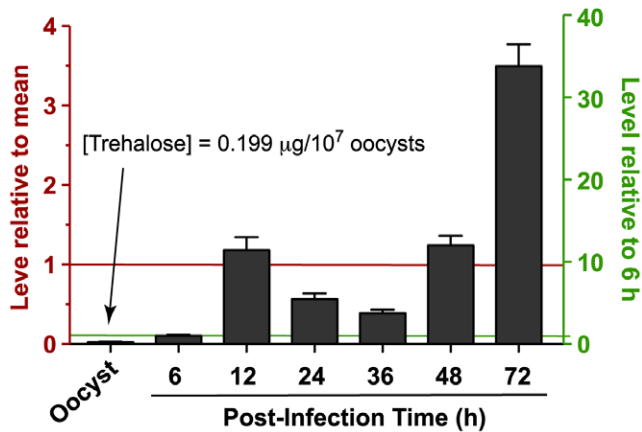 4
3
2
1
0
Leve relative to mean
[Trehalose] = 0.199 μg/10⁷ oocysts
40
30
20
10
0
Level relative to 6 h
Oocyst 6 12 24 36 48 72
Post-Infection Time (h)